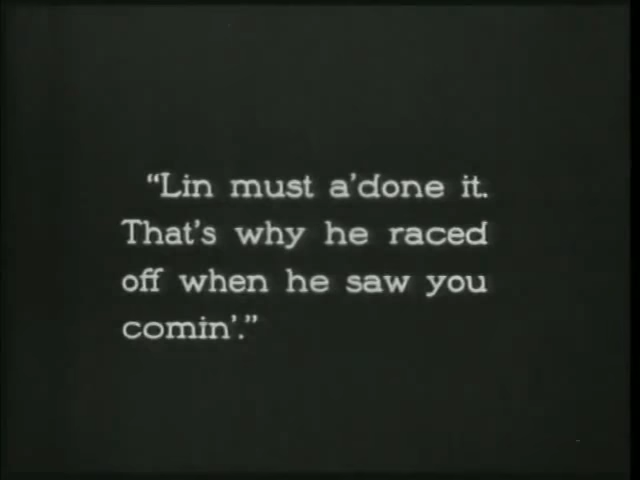 “Lin must a'done it.
That's why he raced
off when he saw you
comin'.”